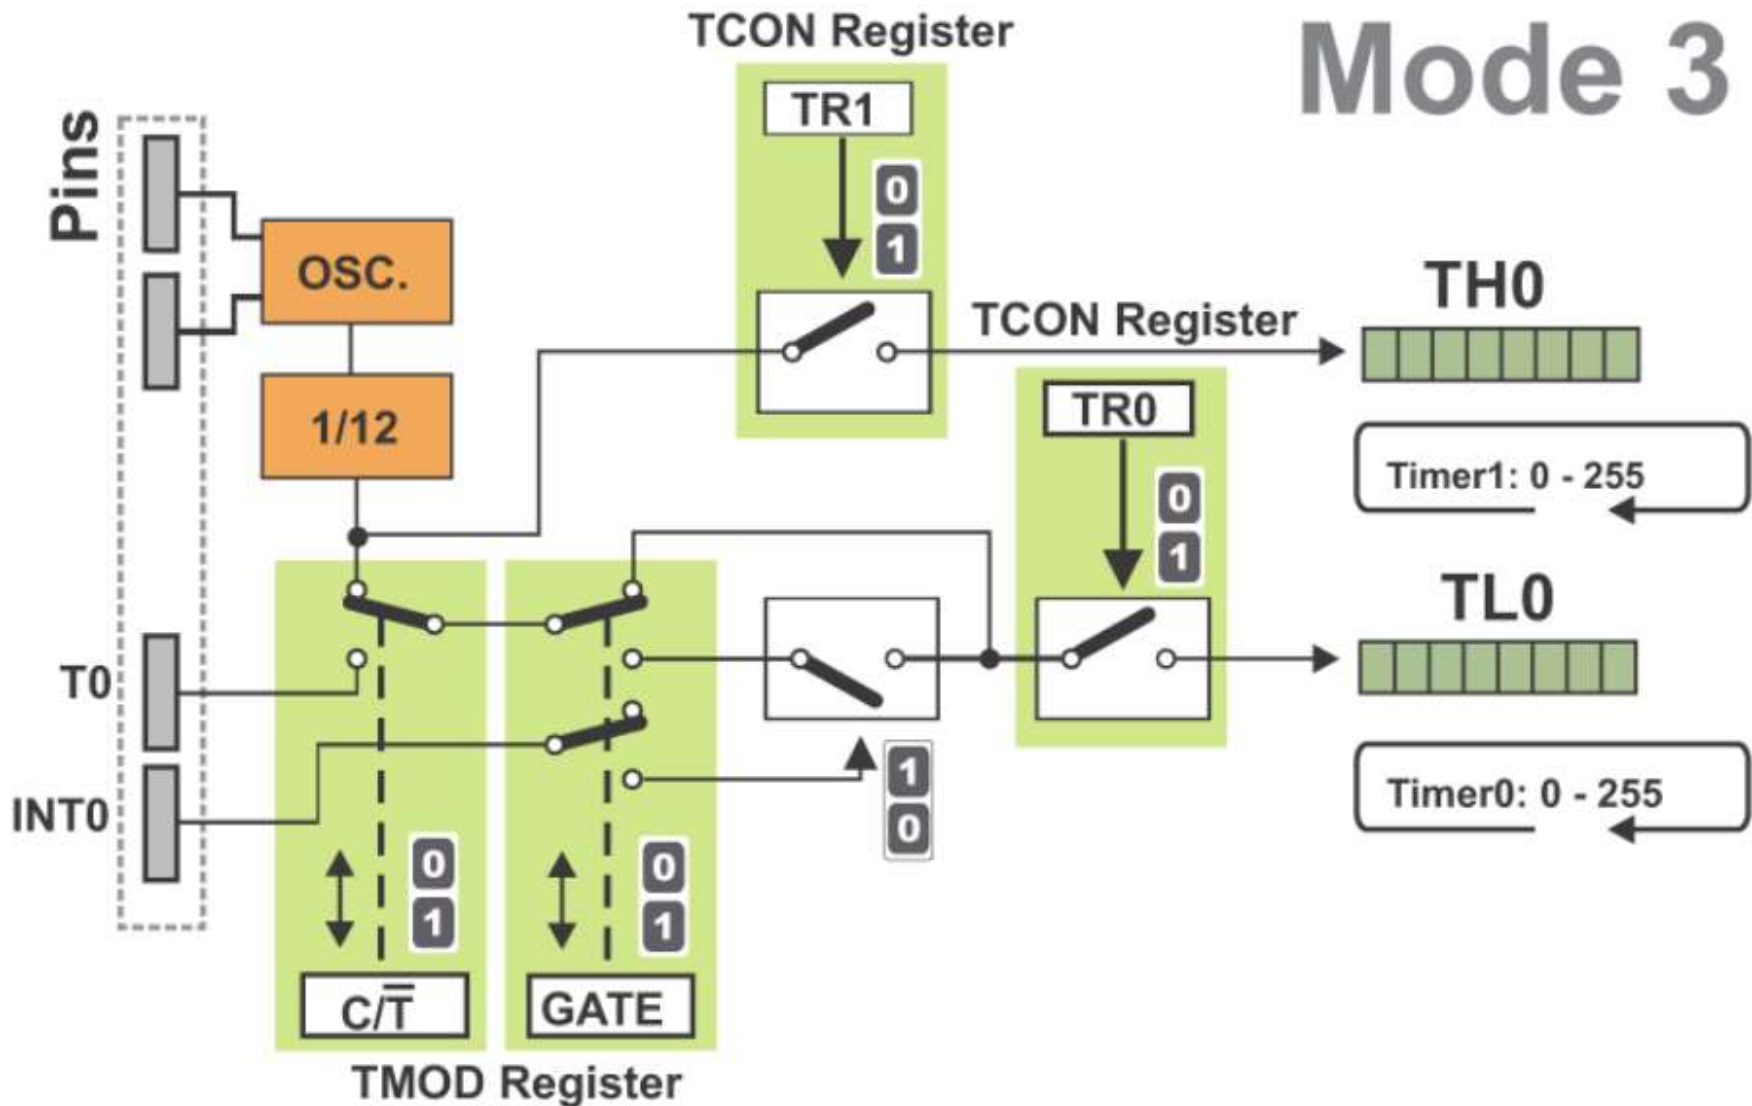 TCON Register
Mode 3
TR1
Pins
0
1
OSC.
TH0
TCON Register
1/12
TR0
Timer1: 0 - 255
0
1
TL0
T0
1
0
Timer0: 0 - 255
INT0
0
1
0
1
C/T̅
GATE
TMOD Register